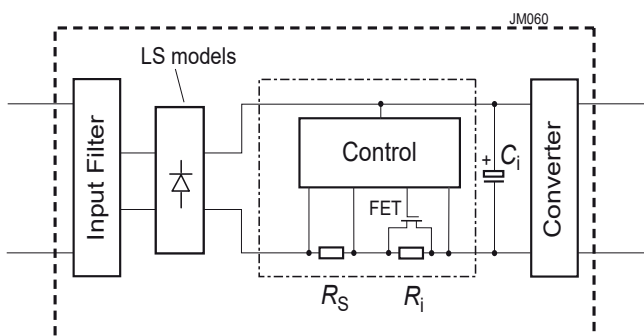 JM060
LS models
Input Filter
Control
FET
+
Ci
Converter
RS
Ri